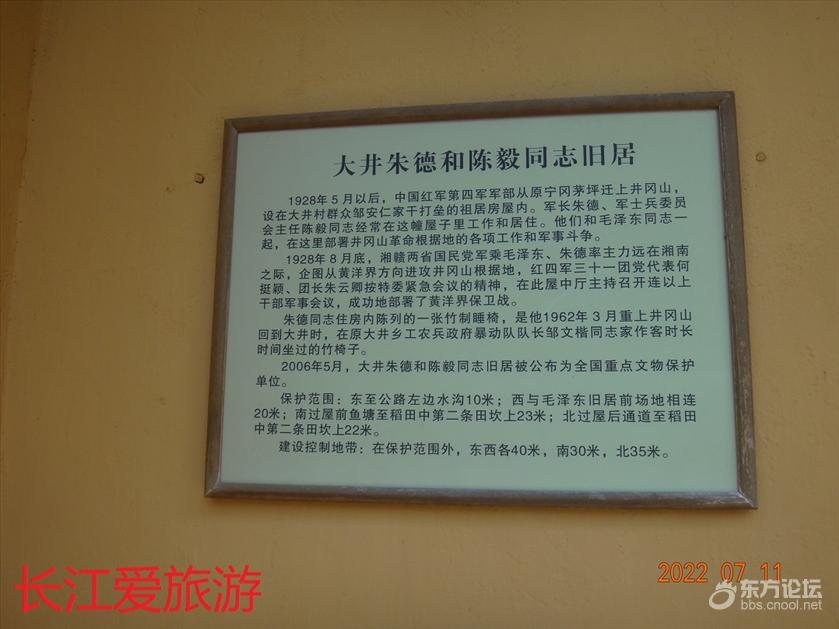 大井朱德和陈毅同志旧居
1928年5月以后，中国红军第四军军部从原宁冈茅坪迁上井冈山，
设在大井村群众邹安仁家干打垒的祖居房屋内。军长朱德、军士兵委员
会主任陈毅同志经常在这幢屋子里工作和居住。他们和毛泽东同志一
起，在这里部署井冈山革命根据地的各项工作和军事斗争。
1928年8月底，湘赣两省国民党军乘毛泽东、朱德率主力远在湘南
之际，企图从黄洋界方向进攻井冈山根据地，红四军三十一团党代表何
挺颖、团长朱云卿按特委紧急会议的精神，在此屋中厅主持召开连以上
干部军事会议，成功地部署了黄洋界保卫战。
朱德同志住房内陈列的一张竹制睡椅，是他1962年3月重上井冈山
回到大井时，在原大井乡工农兵政府暴动队队长邹文楷同志家作客时长
时间坐过的竹椅子。
2006年5月，大井朱德和陈毅同志旧居被公布为全国重点文物保护
单位。
保护范围：东至公路左边水沟10米；西与毛泽东旧居前场地相连
20米；南过屋前鱼塘至稻田中第二条田坎上23米；北过屋后通道至稻田
中第二条田坎上22米。
建设控制地带：在保护范围外，东西各40米，南30米，北35米。
长江爱旅游
2022 07 11
东方论坛
bbs.cnool.net